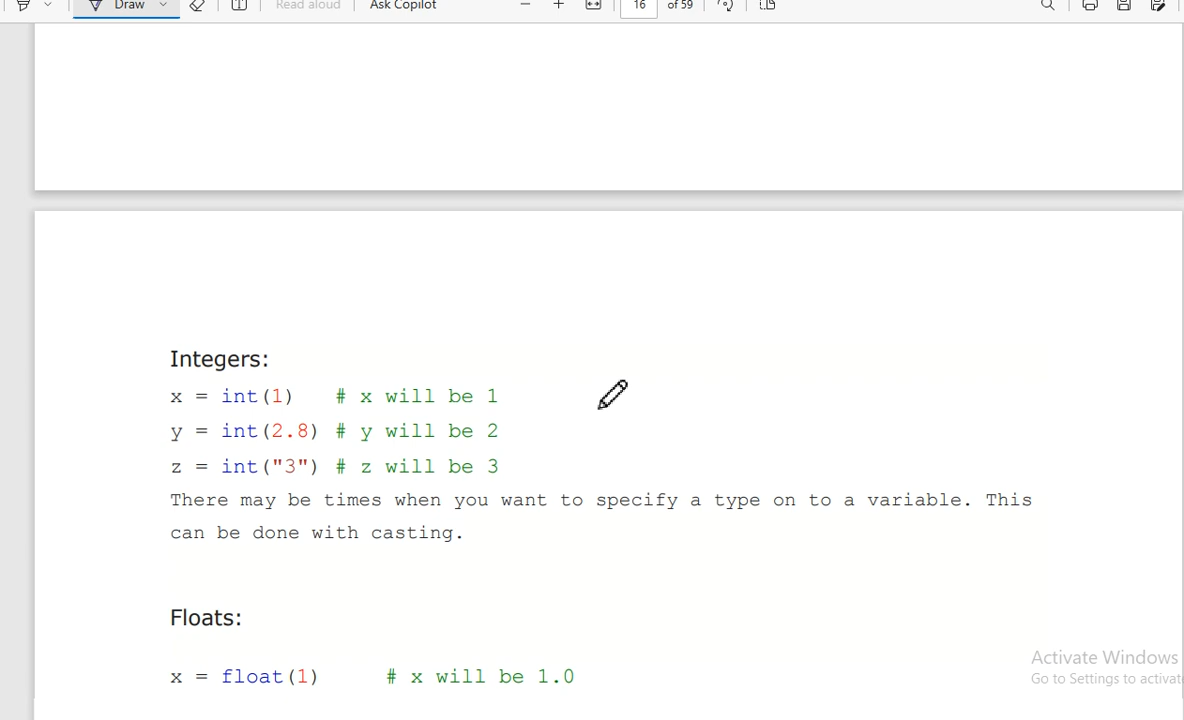 Draw Read aloud Ask Copilot 16 of 59
Integers:
x = int(1) # x will be 1
y = int(2.8) # y will be 2
z = int("3") # z will be 3
There may be times when you want to specify a type on to a variable. This
can be done with casting.
Floats:
x = float(1) # x will be 1.0
Activate Windows
Go to Settings to activat